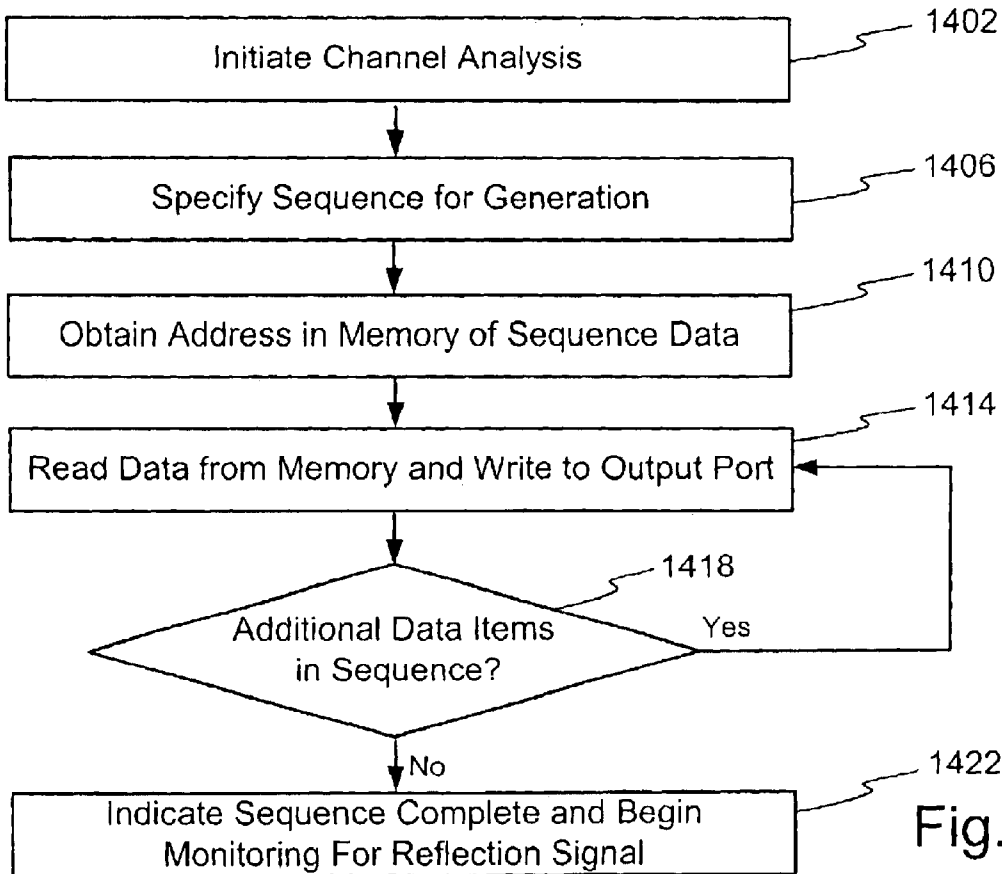 1402
Initiate Channel Analysis
1406
Specify Sequence for Generation
1410
Obtain Address in Memory of Sequence Data
1414
Read Data from Memory and Write to Output Port
1418
Additional Data Items
in Sequence?
Yes
No
1422
Indicate Sequence Complete and Begin
Monitoring For Reflection Signal
Fig.